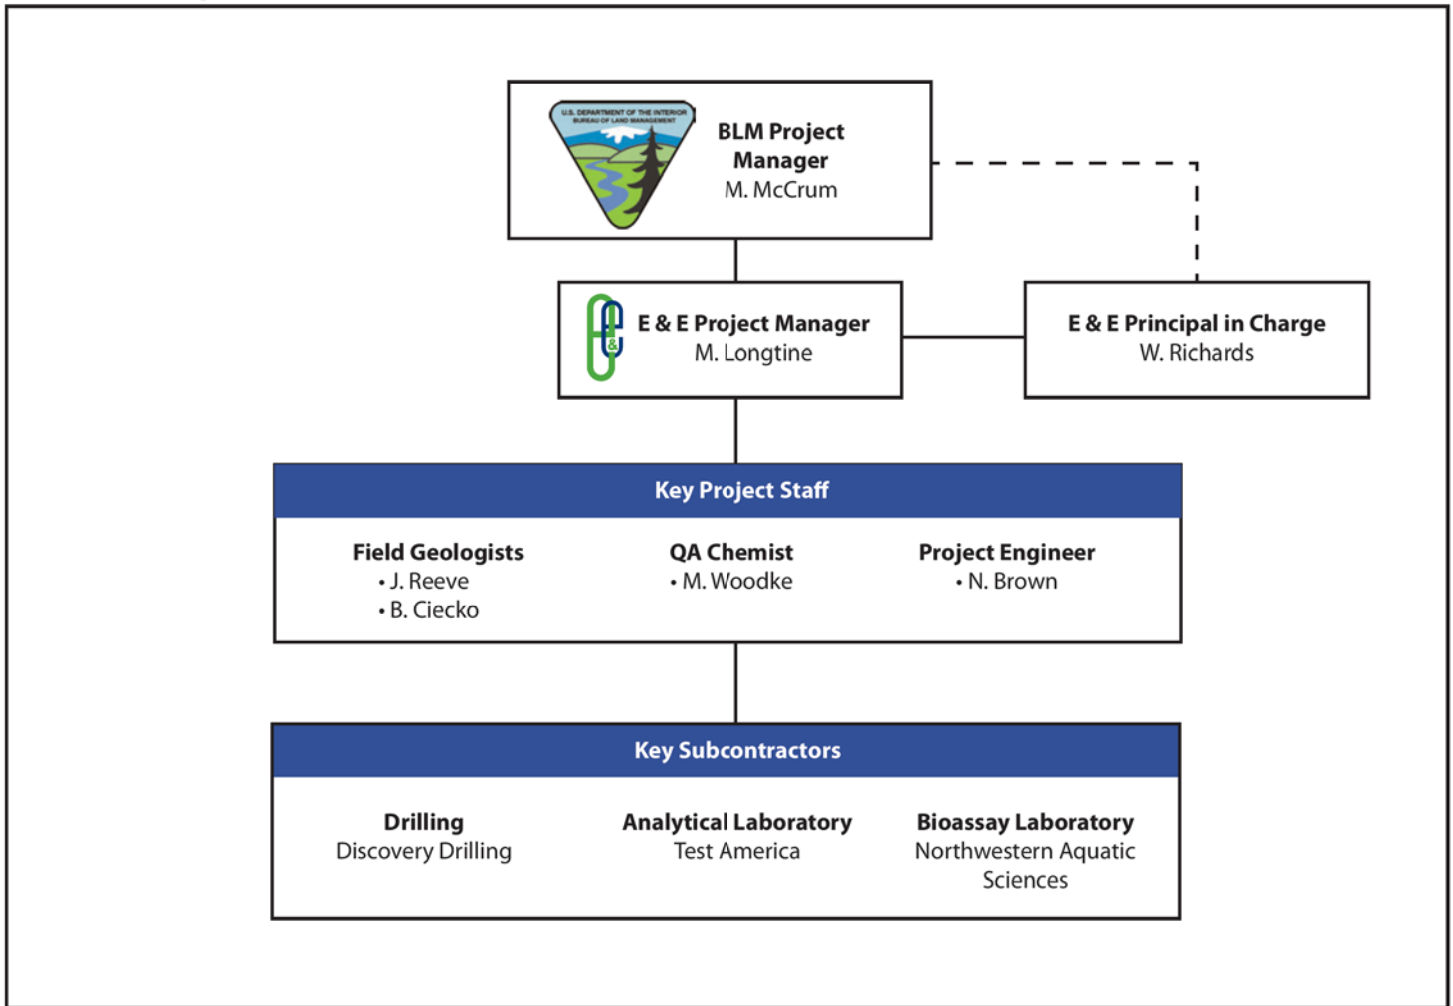 U.S. DEPARTMENT OF THE INTERIOR
BUREAU OF LAND MANAGEMENT
BLM Project
Manager
M. McCrum
E & E Project Manager
M. Longtine
E & E Principal in Charge
W. Richards
Key Project Staff
Field Geologists
• J. Reeve
• B. Ciecko
QA Chemist
• M. Woodke
Project Engineer
• N. Brown
Key Subcontractors
Drilling
Discovery Drilling
Analytical Laboratory
Test America
Bioassay Laboratory
Northwestern Aquatic
Sciences